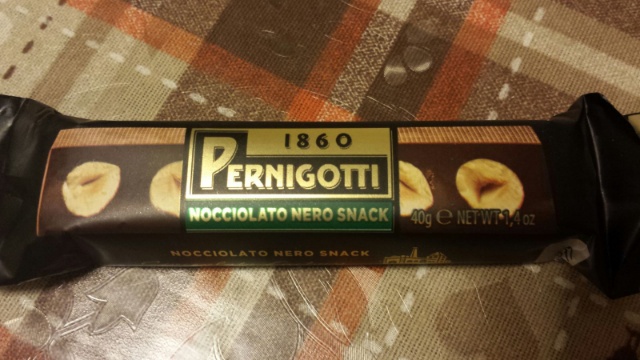 1860
PERNIGOTTI
NOCCIOLATO NERO SNACK
40g e NET WT 1,4 oz
NOCCIOLATO NERO SNACK